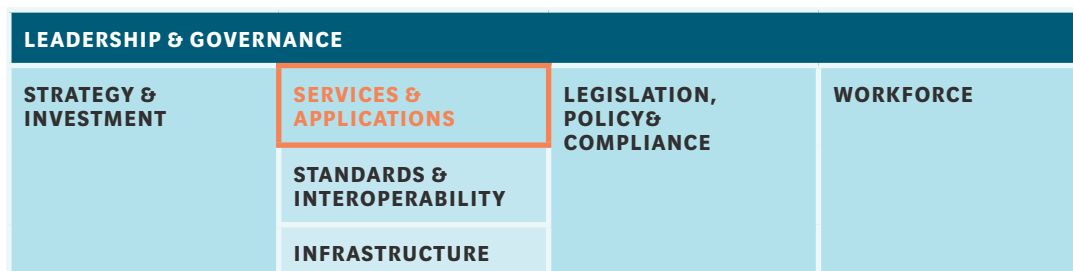 LEADERSHIP & GOVERNANCE
STRATEGY &
INVESTMENT
SERVICES &
APPLICATIONS
STANDARDS &
INTEROPERABILITY
INFRASTRUCTURE
LEGISLATION,
POLICY&
COMPLIANCE
WORKFORCE